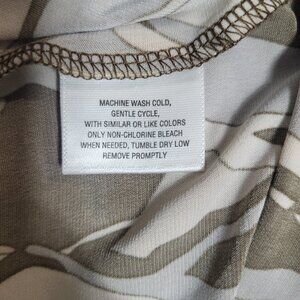 MACHINE WASH COLD,
GENTLE CYCLE,
WITH SIMILAR OR LIKE COLORS
ONLY NON-CHLORINE BLEACH
WHEN NEEDED, TUMBLE DRY LOW
REMOVE PROMPTLY